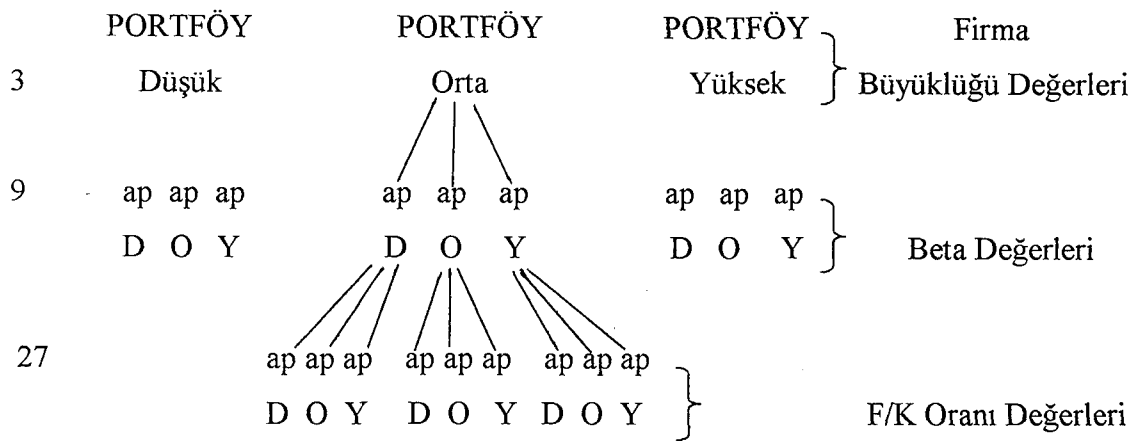 PORTFÖY PORTFÖY PORTFÖY Firma
3 Düşük Orta Yüksek Büyüklüğü Değerleri
9 ap ap ap ap ap ap ap ap ap
D O Y D O Y D O Y Beta Değerleri
27 ap ap ap ap ap ap ap ap ap
D O Y D O Y D O Y F/K Oranı Değerleri